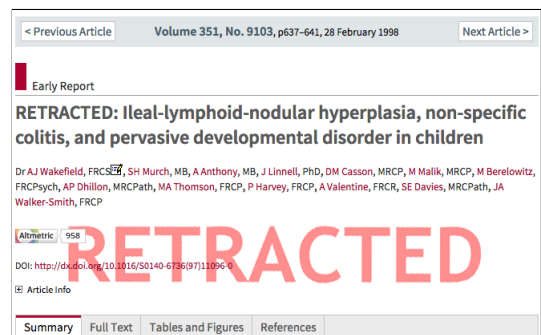 < Previous Article Volume 351, No. 9103, p637–641, 28 February 1998 Next Article >
Early Report
RETRACTED: Ileal-lymphoid-nodular hyperplasia, non-specific
colitis, and pervasive developmental disorder in children
Dr AJ Wakefield, FRCS, SH Murch, MB, A Anthony, MB, J Linnell, PhD, DM Casson, MRCP, M Malik, MRCP, M Berelowitz,
FRCPsych, AP Dhillon, MRCPath, MA Thomson, FRCP, P Harvey, FRCP, A Valentine, FRCR, SE Davies, MRCPath, JA
Walker-Smith, FRCP
Altmetric 958
RETRACTED
DOI: http://dx.doi.org/10.1016/S0140-6736(97)11096-0
Article Info
Summary Full Text Tables and Figures References